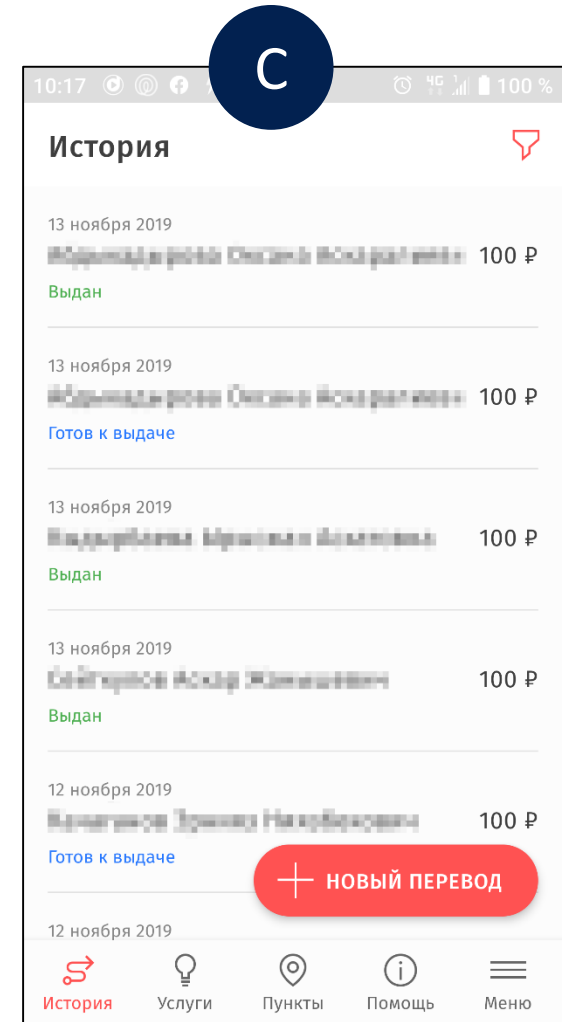 C
10:17 4G 100 %
История
13 ноября 2019
100 ₽
Выдан
13 ноября 2019
100 ₽
Готов к выдаче
13 ноября 2019
100 ₽
Выдан
13 ноября 2019
100 ₽
Выдан
12 ноября 2019
100 ₽
Готов к выдаче
НОВЫЙ ПЕРЕВОД
12 ноября 2019
История Услуги Пункты Помощь Меню